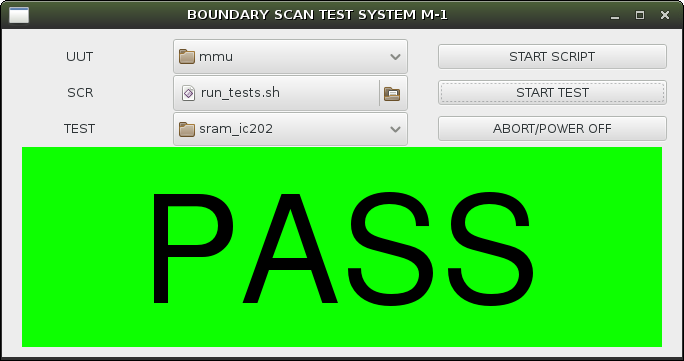 BOUNDARY SCAN TEST SYSTEM M-1
UUT mmu START SCRIPT
SCR run_tests.sh START TEST
TEST sram_ic202 ABORT/POWER OFF
PASS